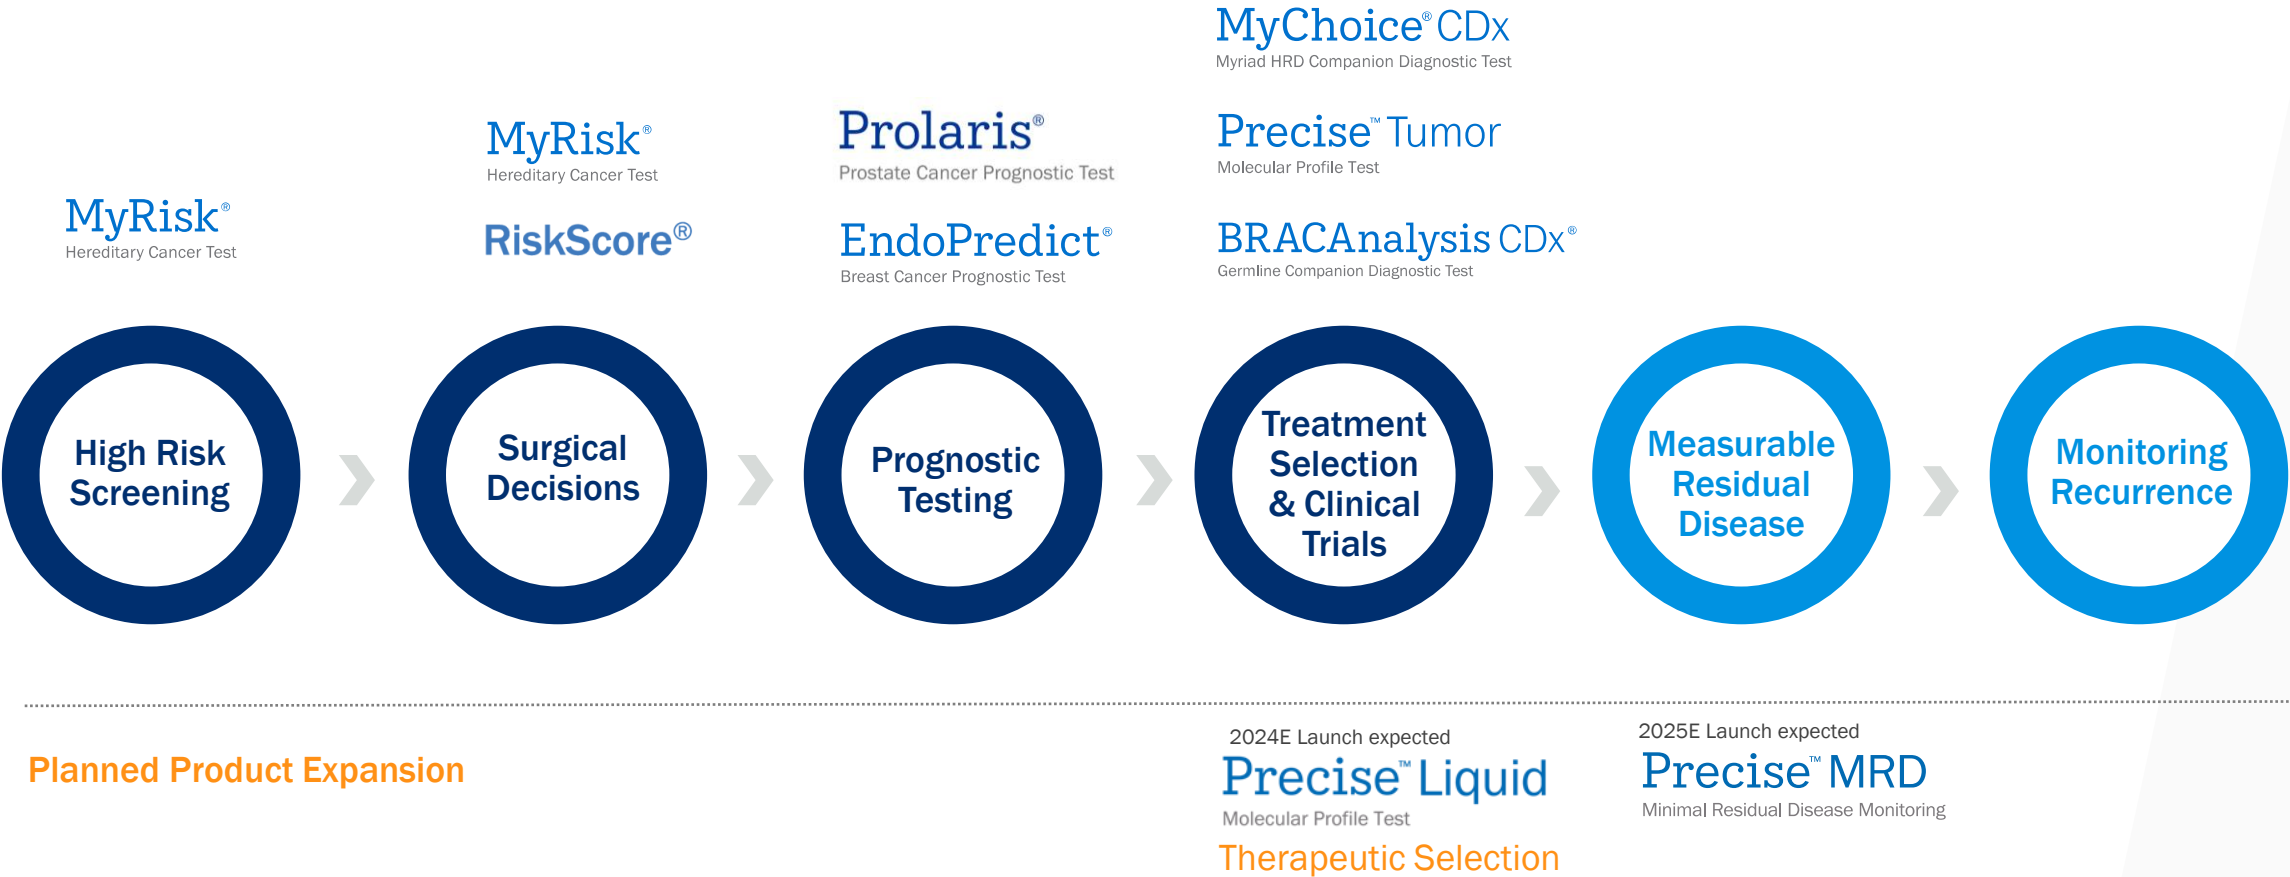 MyRisk®
Hereditary Cancer Test
MyRisk®
Hereditary Cancer Test
RiskScore®
Prolaris®
Prostate Cancer Prognostic Test
EndoPredict®
Breast Cancer Prognostic Test
MyChoice® CDx
Myriad HRD Companion Diagnostic Test
Precise™ Tumor
Molecular Profile Test
BRACAnalysis CDx®
Germline Companion Diagnostic Test
High Risk
Screening
Surgical
Decisions
Prognostic
Testing
Treatment
Selection
& Clinical
Trials
Measurable
Residual
Disease
Monitoring
Recurrence
Planned Product Expansion
2024E Launch expected
Precise™ Liquid
Molecular Profile Test
Therapeutic Selection
2025E Launch expected
Precise™ MRD
Minimal Residual Disease Monitoring